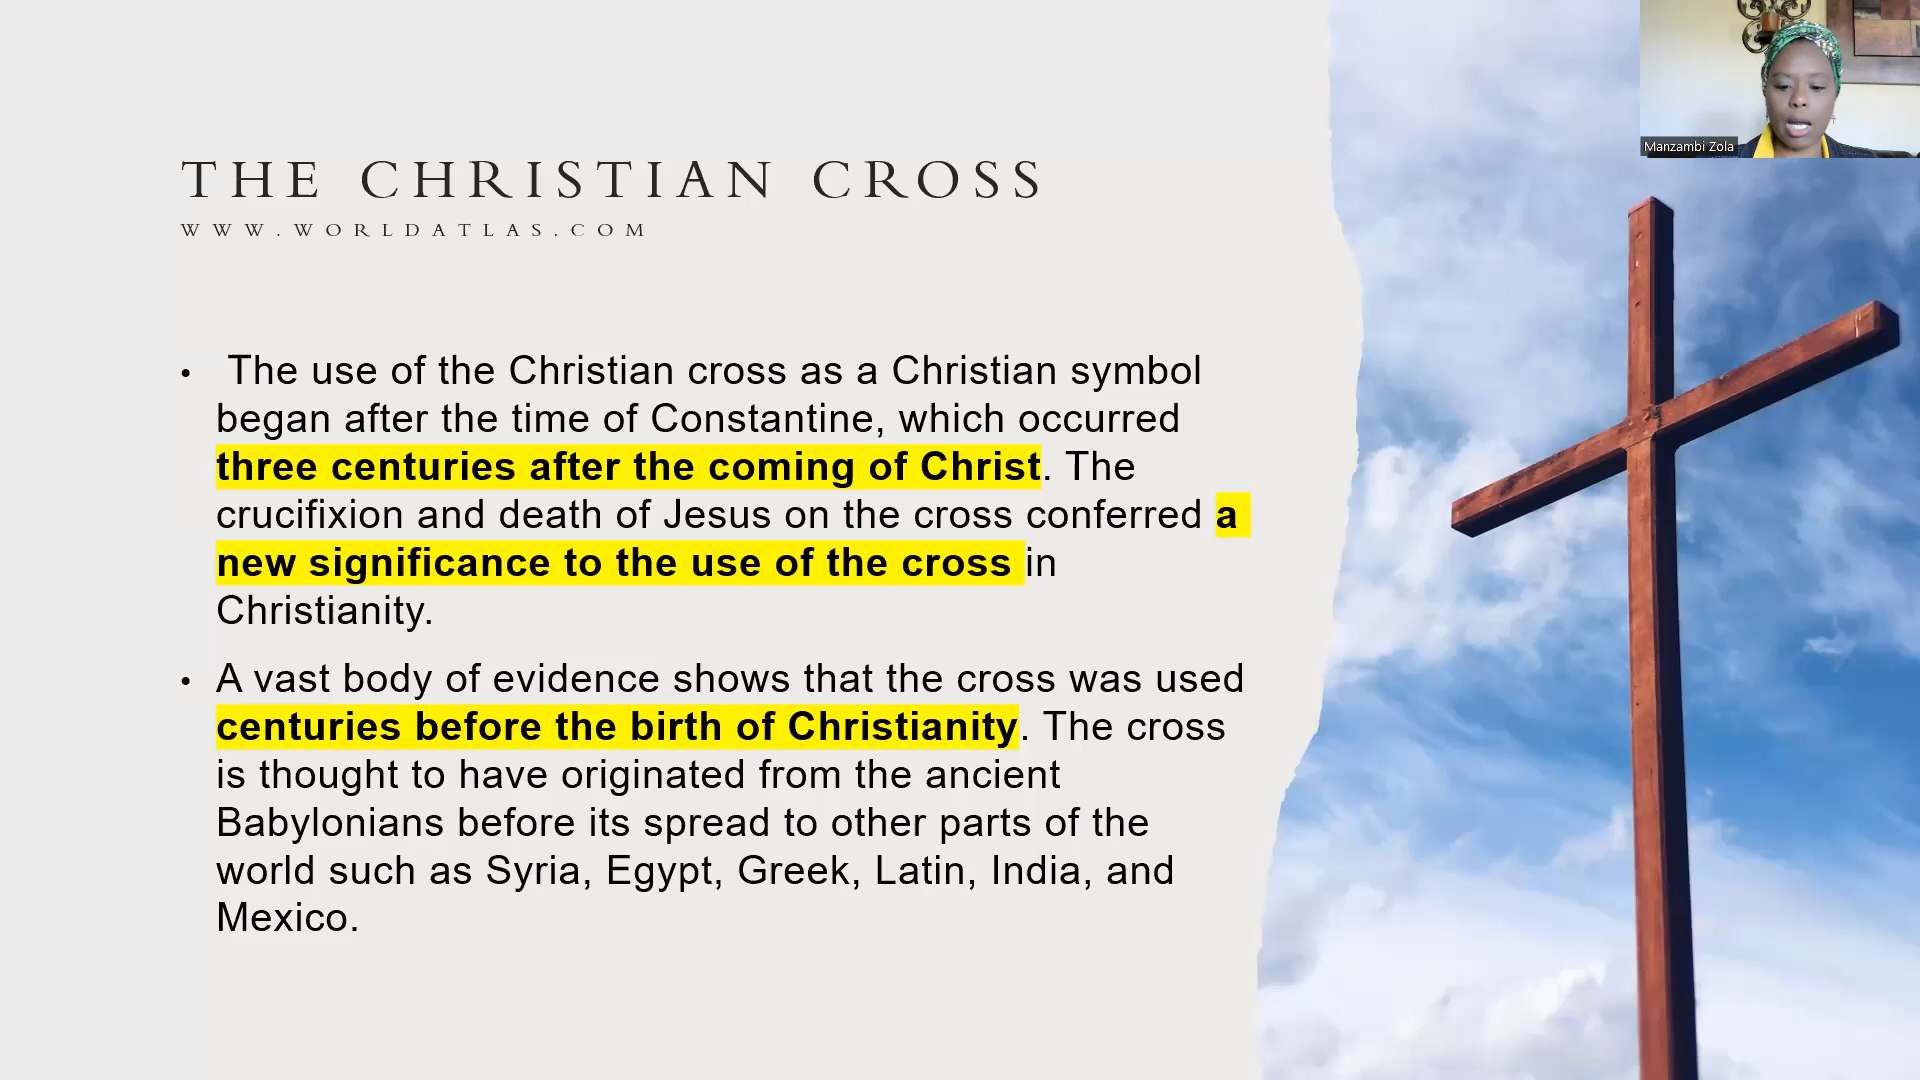 THE CHRISTIAN CROSS
WWW.WORLDATLAS.COM
• The use of the Christian cross as a Christian symbol
began after the time of Constantine, which occurred
three centuries after the coming of Christ. The
crucifixion and death of Jesus on the cross conferred a
new significance to the use of the cross in
Christianity.
• A vast body of evidence shows that the cross was used
centuries before the birth of Christianity. The cross
is thought to have originated from the ancient
Babylonians before its spread to other parts of the
world such as Syria, Egypt, Greek, Latin, India, and
Mexico.
Manzambi Zola